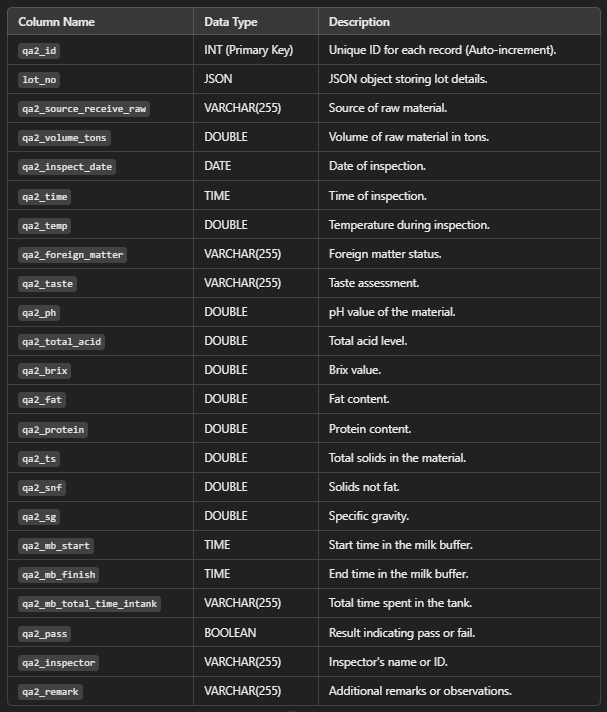 Column Name Data Type Description
qa2_id INT (Primary Key) Unique ID for each record (Auto-increment).
lot_no JSON JSON object storing lot details.
qa2_source_receive_raw VARCHAR(255) Source of raw material.
qa2_volume_tons DOUBLE Volume of raw material in tons.
qa2_inspect_date DATE Date of inspection.
qa2_time TIME Time of inspection.
qa2_temp DOUBLE Temperature during inspection.
qa2_foreign_matter VARCHAR(255) Foreign matter status.
qa2_taste VARCHAR(255) Taste assessment.
qa2_ph DOUBLE pH value of the material.
qa2_total_acid DOUBLE Total acid level.
qa2_brix DOUBLE Brix value.
qa2_fat DOUBLE Fat content.
qa2_protein DOUBLE Protein content.
qa2_ts DOUBLE Total solids in the material.
qa2_snf DOUBLE Solids not fat.
qa2_sg DOUBLE Specific gravity.
qa2_mb_start TIME Start time in the milk buffer.
qa2_mb_finish TIME End time in the milk buffer.
qa2_mb_total_time_intank VARCHAR(255) Total time spent in the tank.
qa2_pass BOOLEAN Result indicating pass or fail.
qa2_inspector VARCHAR(255) Inspector's name or ID.
qa2_remark VARCHAR(255) Additional remarks or observations.